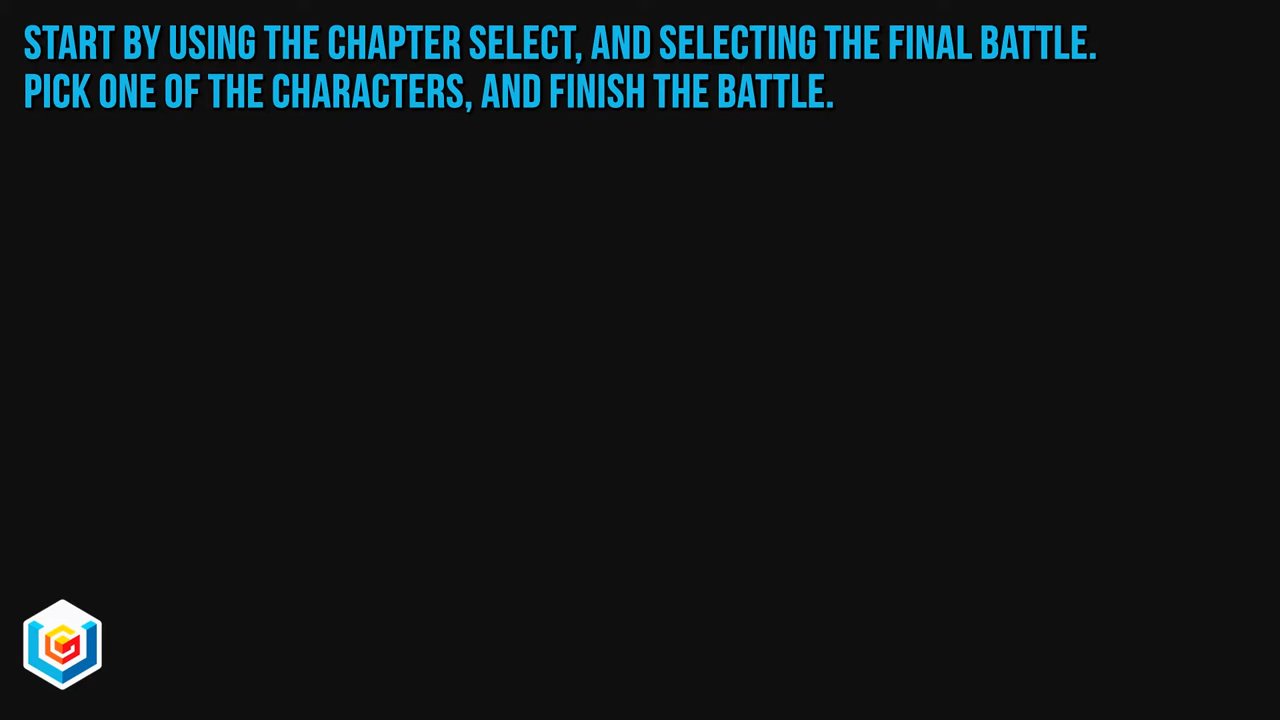 START BY USING THE CHAPTER SELECT, AND SELECTING THE FINAL BATTLE.
PICK ONE OF THE CHARACTERS, AND FINISH THE BATTLE.